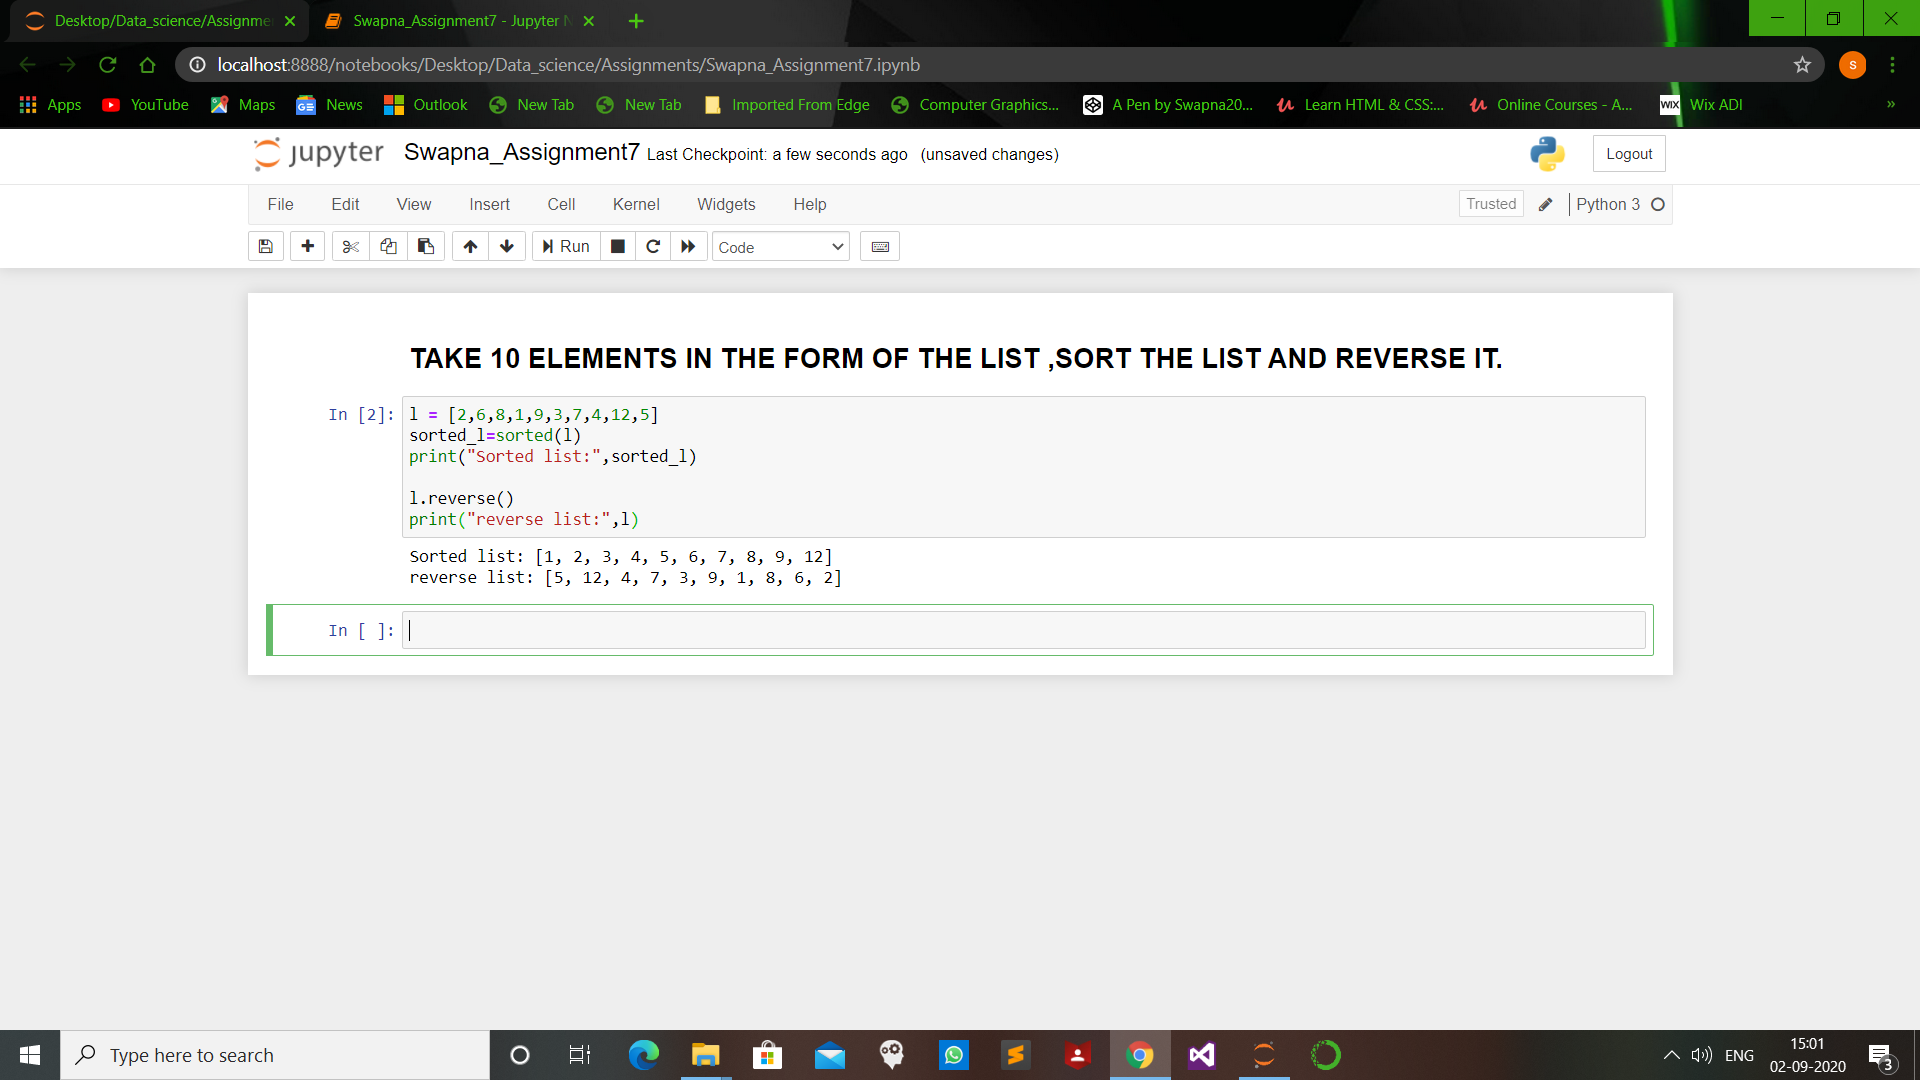 Desktop/Data_science/Assignme
Swapna_Assignment7 - Jupyter N
localhost:8888/notebooks/Desktop/Data_science/Assignments/Swapna_Assignment7.ipynb
s
Apps
YouTube
Maps
News
Outlook
New Tab
New Tab
Imported From Edge
Computer Graphics...
A Pen by Swapna20...
Learn HTML & CSS:...
Online Courses - A...
WIX
Wix ADI
»
jupyter
Swapna_Assignment7 Last Checkpoint: a few seconds ago (unsaved changes)
Logout
File
Edit
View
Insert
Cell
Kernel
Widgets
Help
Trusted
Python 3
Run
Code
TAKE 10 ELEMENTS IN THE FORM OF THE LIST ,SORT THE LIST AND REVERSE IT.
In [2]:
l = [2,6,8,1,9,3,7,4,12,5]
sorted_l=sorted(l)
print("Sorted list:",sorted_l)
l.reverse()
print("reverse list:",l)
Sorted list: [1, 2, 3, 4, 5, 6, 7, 8, 9, 12]
reverse list: [5, 12, 4, 7, 3, 9, 1, 8, 6, 2]
In [ ]:
Type here to search
ENG
15:01
02-09-2020
3